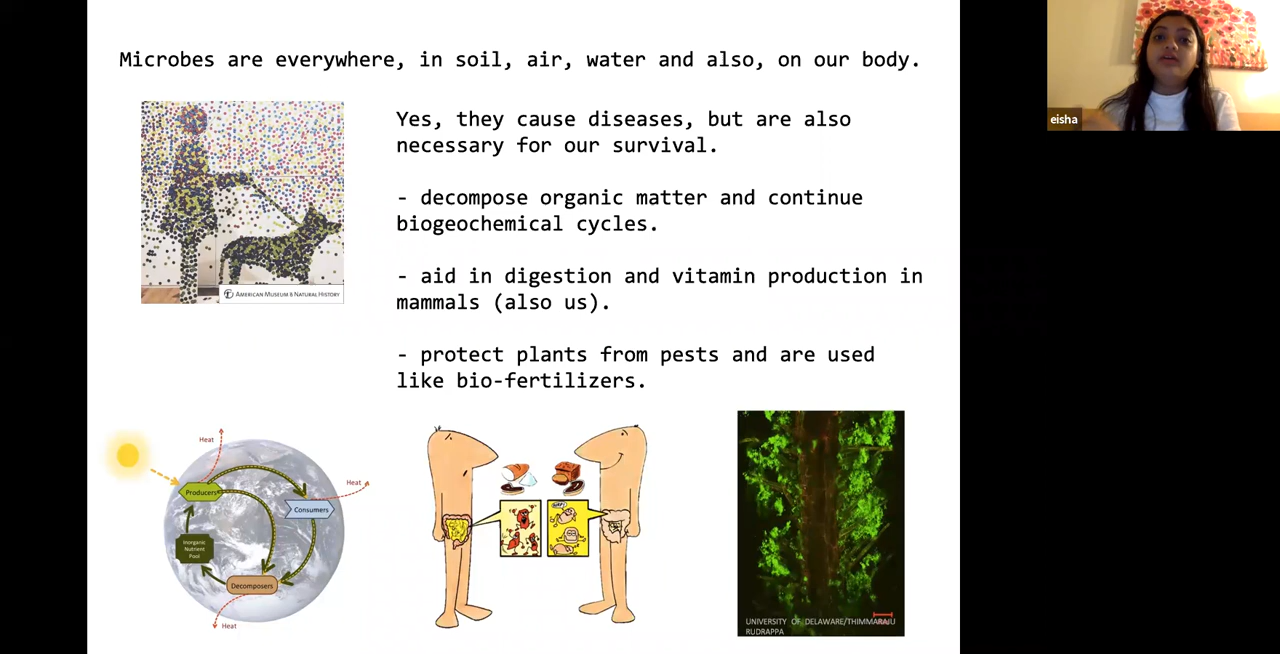 Microbes are everywhere, in soil, air, water and also, on our body.
eisha
Yes, they cause diseases, but are also
necessary for our survival.
- decompose organic matter and continue
biogeochemical cycles.
- aid in digestion and vitamin production in
mammals (also us).
AMERICAN MUSEUM & NATURAL HISTORY
- protect plants from pests and are used
like bio-fertilizers.
Heat
Heat
Producers
Consumers
Inorganic
Nutrient
Pool
Decomposers
Heat
UNIVERSITY OF DELAWARE/THIMMARAJU
RUDRAPPA